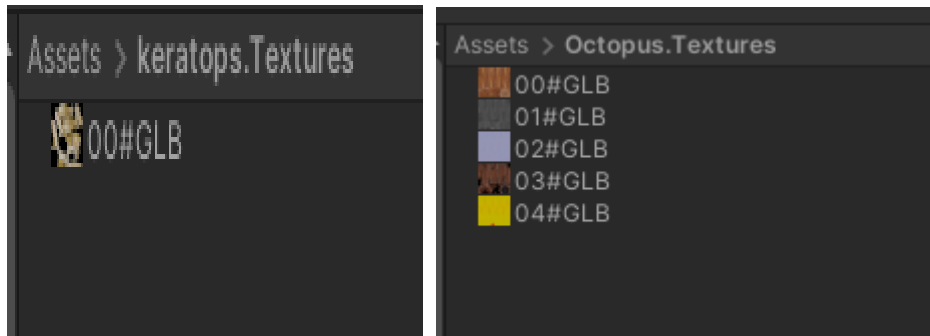 Assets > keratops.Textures
00#GLB
Assets > Octopus.Textures
00#GLB
01#GLB
02#GLB
03#GLB
04#GLB